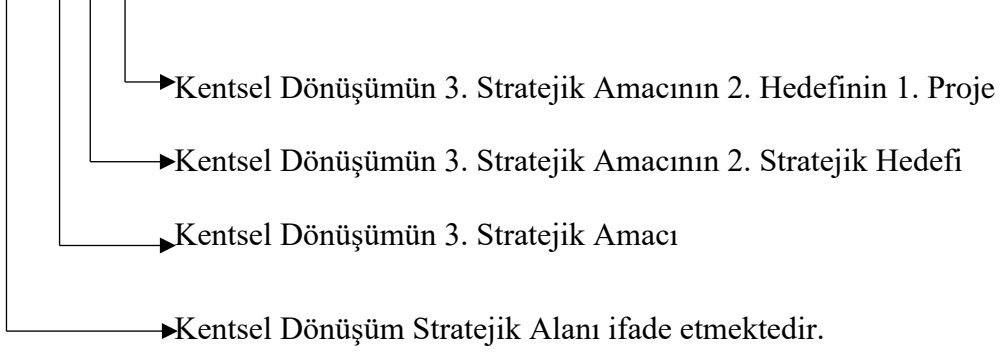 Kentsel Dönüşümün 3. Stratejik Amacının 2. Hedefinin 1. Proje
Kentsel Dönüşümün 3. Stratejik Amacının 2. Stratejik Hedefi
Kentsel Dönüşümün 3. Stratejik Amacı
Kentsel Dönüşüm Stratejik Alanı ifade etmektedir.